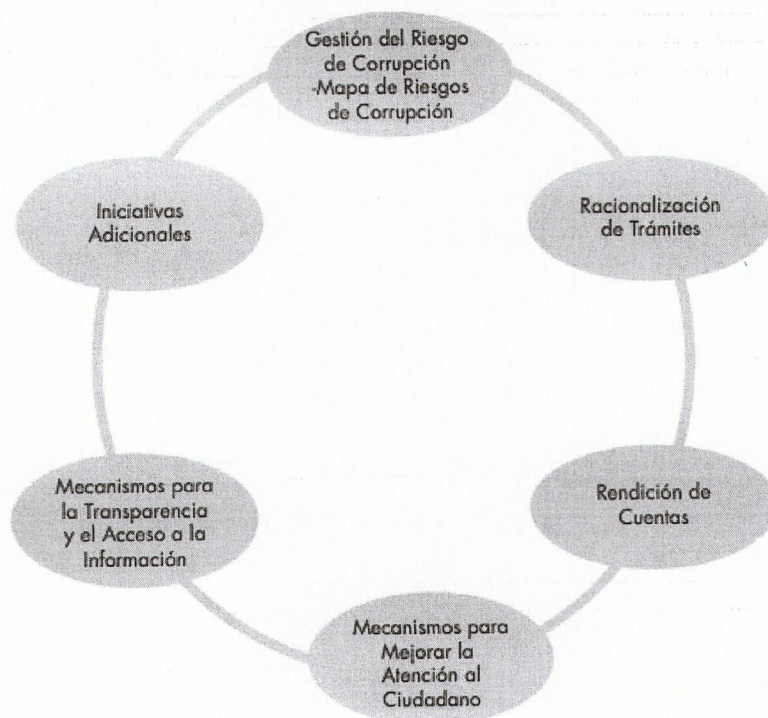 Gestión del Riesgo
de Corrupción
-Mapa de Riesgos
de Corrupción
Racionalización
de Trámites
Rendición de
Cuentas
Mecanismos para
Mejorar la
Atención al
Ciudadano
Mecanismos para
la Transparencia
y el Acceso a la
Información
Iniciativas
Adicionales